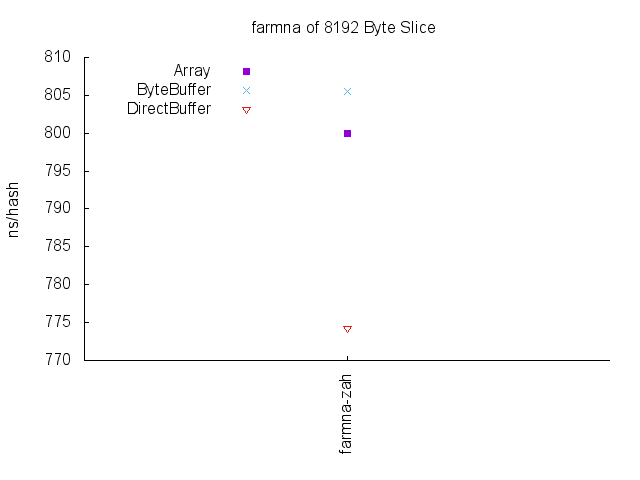 farmna of 8192 Byte Slice
810
805
800
795
790
785
780
775
770
ns/hash
Array
ByteBuffer
DirectBuffer
farmna-zah